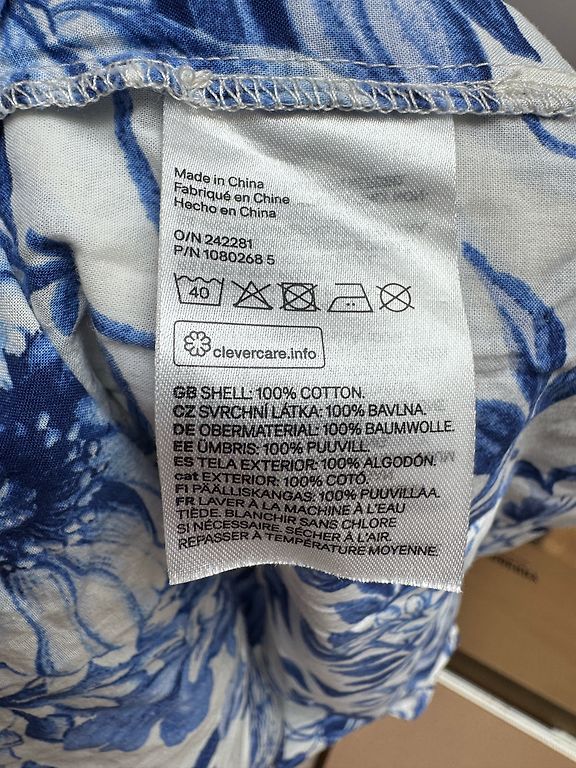 Made in China
Fabriqué en Chine
Hecho en China
O/N 242281
P/N 1080268 5
40
clevercare.info
GB SHELL: 100% COTTON.
CZ SVRCHNÍ LÁTKA: 100% BAVLNA.
DE OBERMATERIAL: 100% BAUMWOLLE.
EE ÜMBRIS: 100% PUUVILL.
ES TELA EXTERIOR: 100% ALGODÓN.
cat EXTERIOR: 100% COTÓ.
FI PÄÄLLISKANGAS: 100% PUUVILLAA.
FR LAVER À LA MACHINE À L'EAU
TIÈDE. BLANCHIR SANS CHLORE
SI NÉCESSAIRE. SÉCHER À L'AIR.
REPASSER À TEMPÉRATURE MOYENNE.